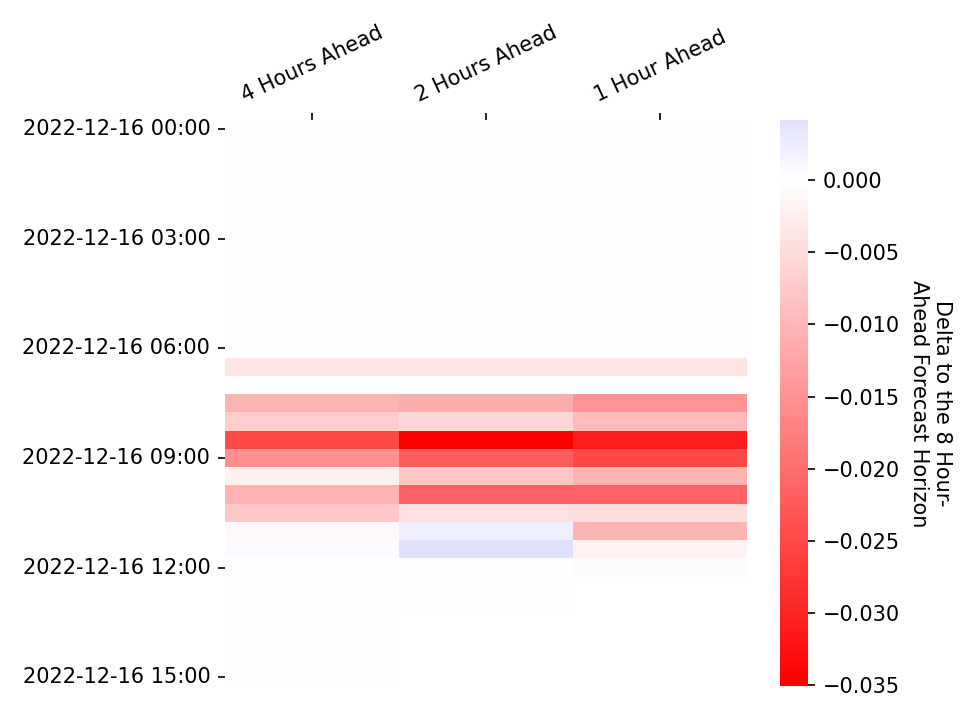 4 Hours Ahead
2 Hours Ahead
1 Hour Ahead
2022-12-16 00:00
2022-12-16 03:00
2022-12-16 06:00
2022-12-16 09:00
2022-12-16 12:00
2022-12-16 15:00
0.000
−0.005
−0.010
−0.015
−0.020
−0.025
−0.030
−0.035
Delta to the 8 Hour-
Ahead Forecast Horizon